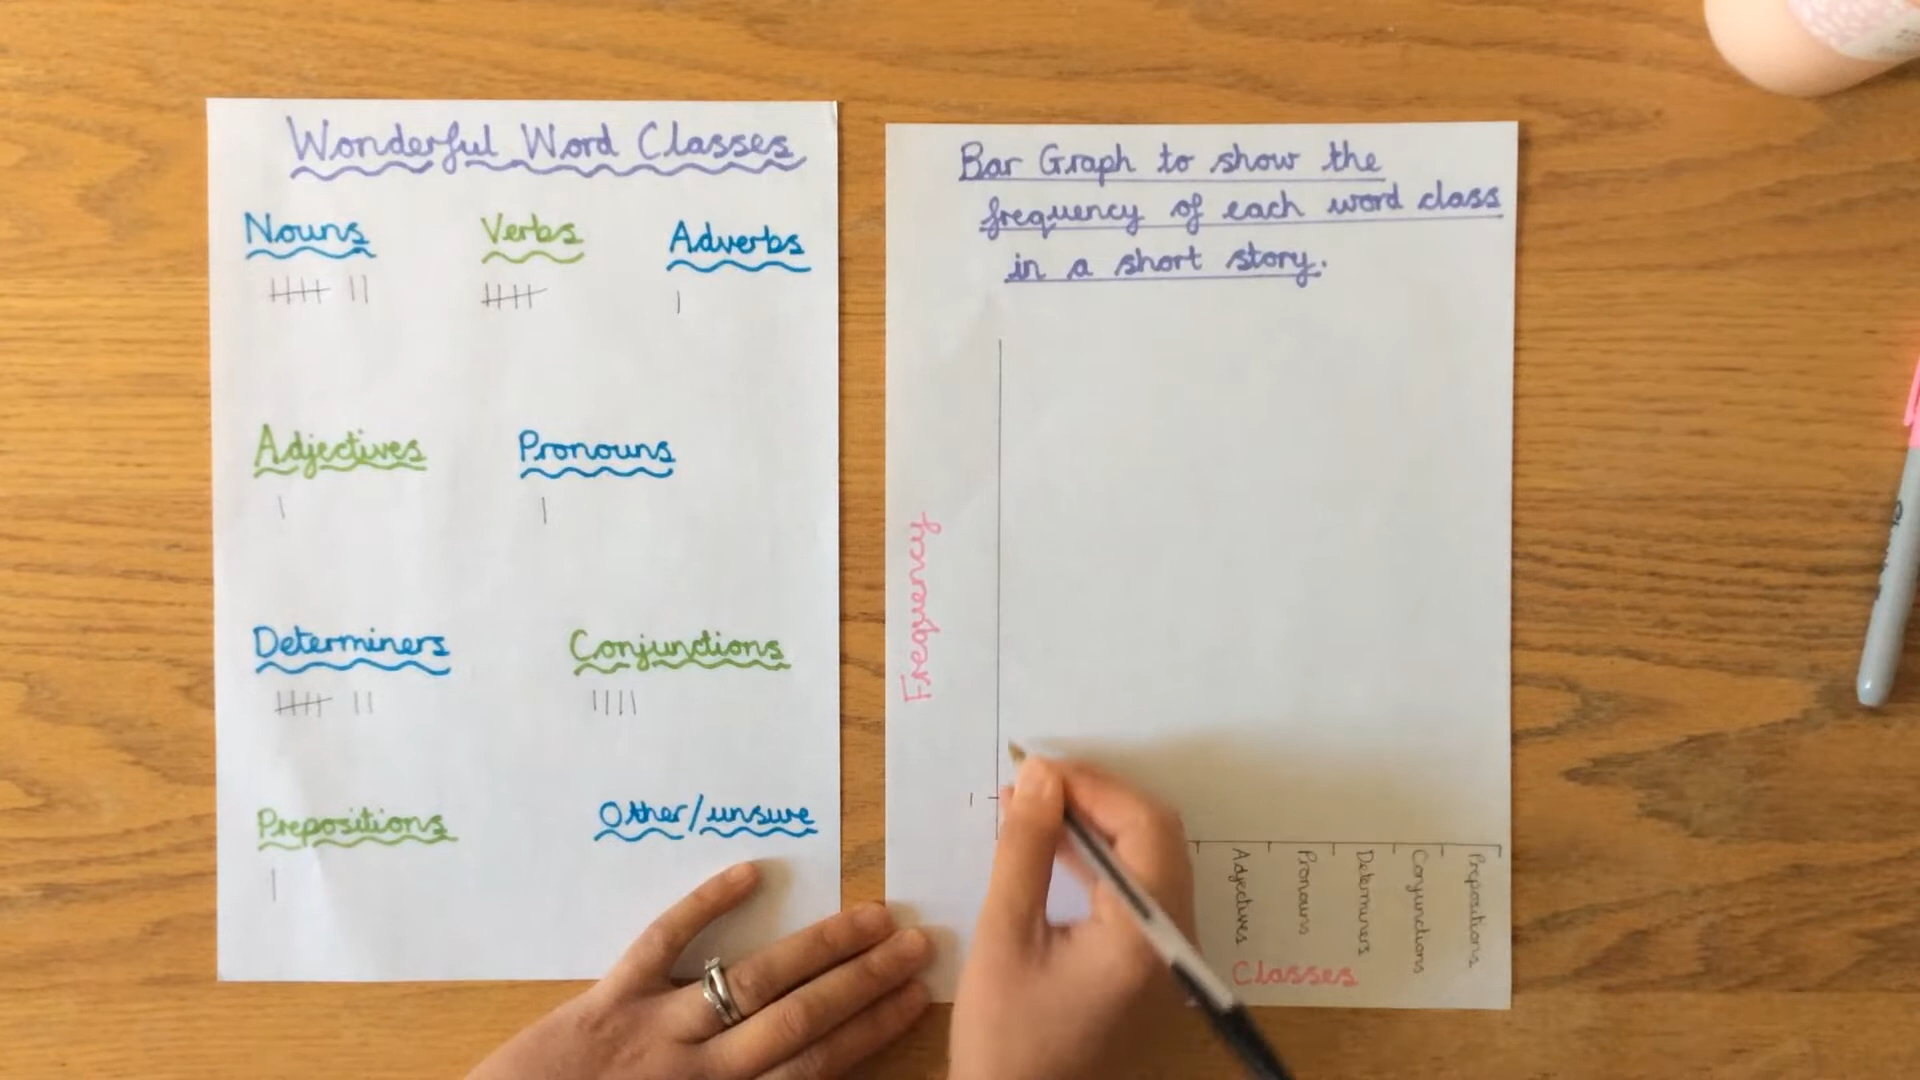 Wonderful Word Classes
Nouns
Verbs
Adverbs
Adjectives
Pronouns
Determiners
Conjunctions
Prepositions
Other/unsure
Bar Graph to show the
frequency of each word class
in a short story.
Frequency
1
Adjectives
Pronouns
Determiners
Conjunctions
Prepositions
Classes